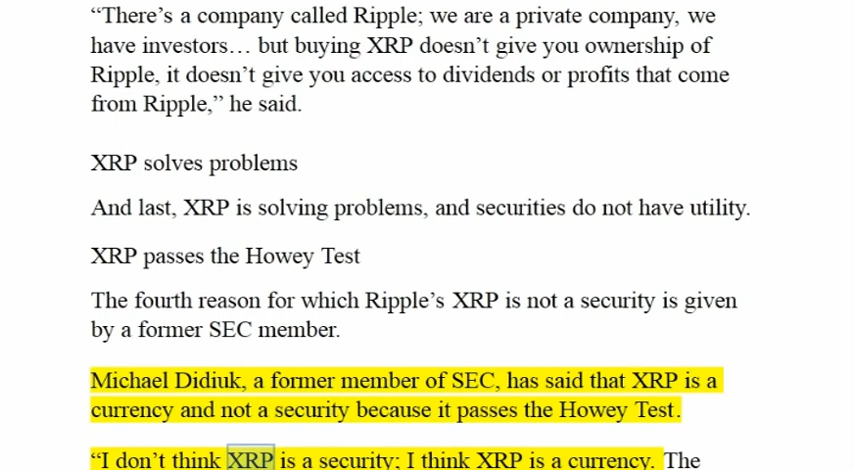 “There’s a company called Ripple; we are a private company, we
have investors… but buying XRP doesn’t give you ownership of
Ripple, it doesn’t give you access to dividends or profits that come
from Ripple,” he said.
XRP solves problems
And last, XRP is solving problems, and securities do not have utility.
XRP passes the Howey Test
The fourth reason for which Ripple’s XRP is not a security is given
by a former SEC member.
Michael Didiuk, a former member of SEC, has said that XRP is a
currency and not a security because it passes the Howey Test.
“I don’t think XRP is a security; I think XRP is a currency. The